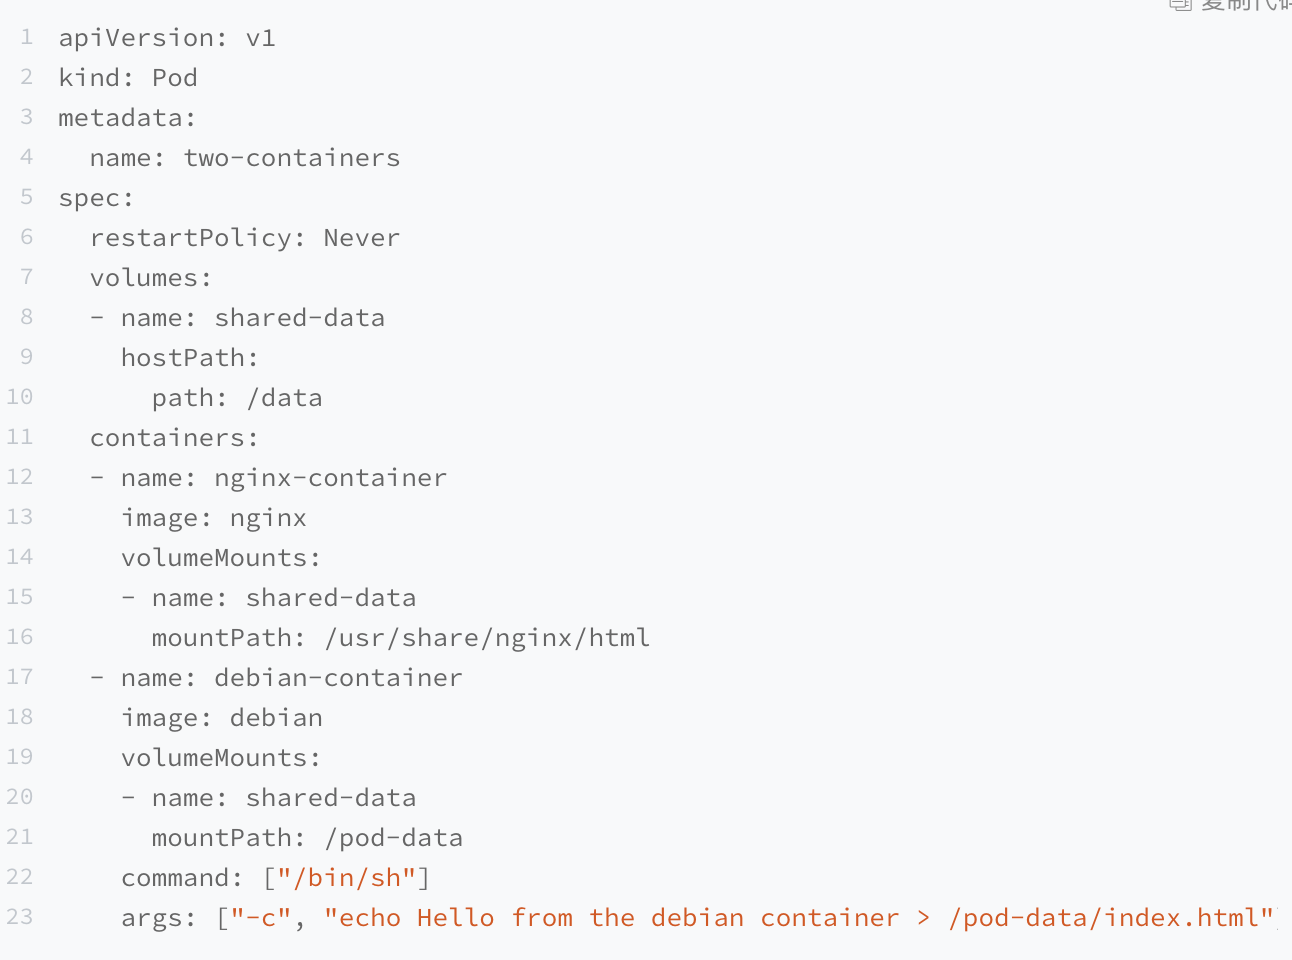 复制代码
1 apiVersion: v1
2 kind: Pod
3 metadata:
4   name: two-containers
5 spec:
6   restartPolicy: Never
7   volumes:
8   - name: shared-data
9     hostPath:
10       path: /data
11   containers:
12   - name: nginx-container
13     image: nginx
14     volumeMounts:
15     - name: shared-data
16       mountPath: /usr/share/nginx/html
17   - name: debian-container
18     image: debian
19     volumeMounts:
20     - name: shared-data
21       mountPath: /pod-data
22     command: ["/bin/sh"]
23     args: ["-c", "echo Hello from the debian container > /pod-data/index.html"]